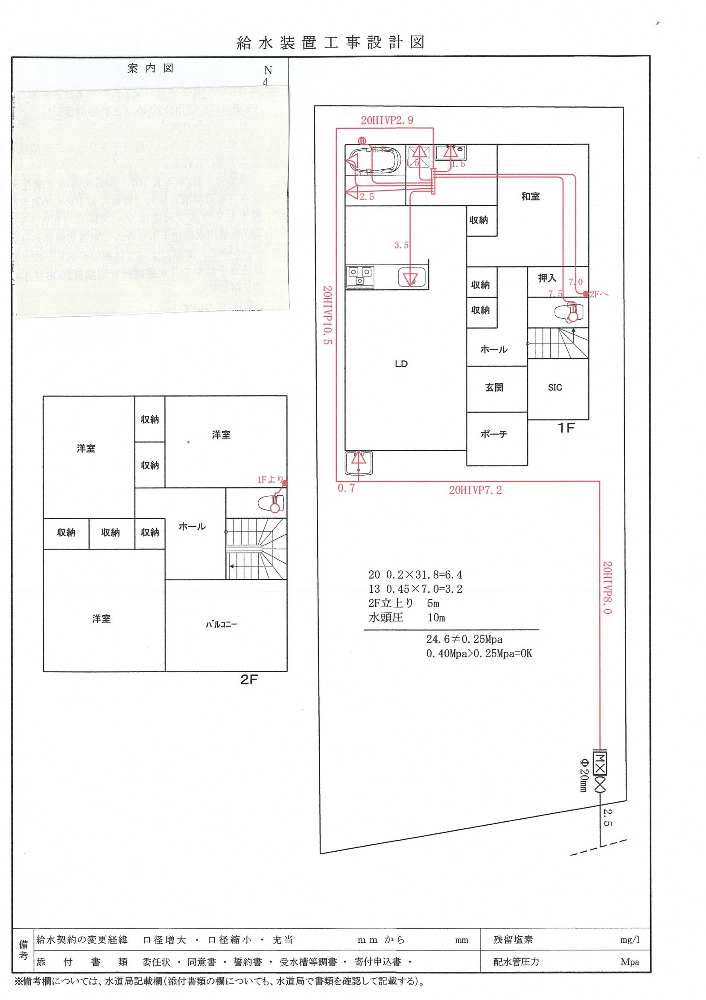 給水装置工事設計図
案内図
N
20HIVP2.9
B
3.5
1.5
1.5
3.0
2.5
和室
収納
3.5
20HIVP10.5
収納
押入
7.0
7.5
2Fへ
収納
ホール
LD
玄関
SIC
ポーチ
1F
0.7
20HIVP7.2
収納
洋室
洋室
収納
1Fより
ホール
収納
収納
収納
洋室
バルコニー
2F
20 0.2×31.8=6.4
13 0.45×7.0=3.2
2F立上り 5m
水頭圧 10m
24.6≠0.25Mpa
0.40Mpa>0.25Mpa=OK
20HIVP8.0
M
Φ20mm
2.5
備考
給水契約の変更経緯 口径増大 ・ 口径縮小 ・ 充当 mmから mm 残留塩素 mg/l
添付書類 委任状 ・ 同意書 ・ 誓約書 ・ 受水槽等調書 ・ 寄付申込書 ・ 配水管圧力 Mpa
※備考欄については、水道局記載欄(添付書類の欄についても、水道局で書類を確認して記載する)。